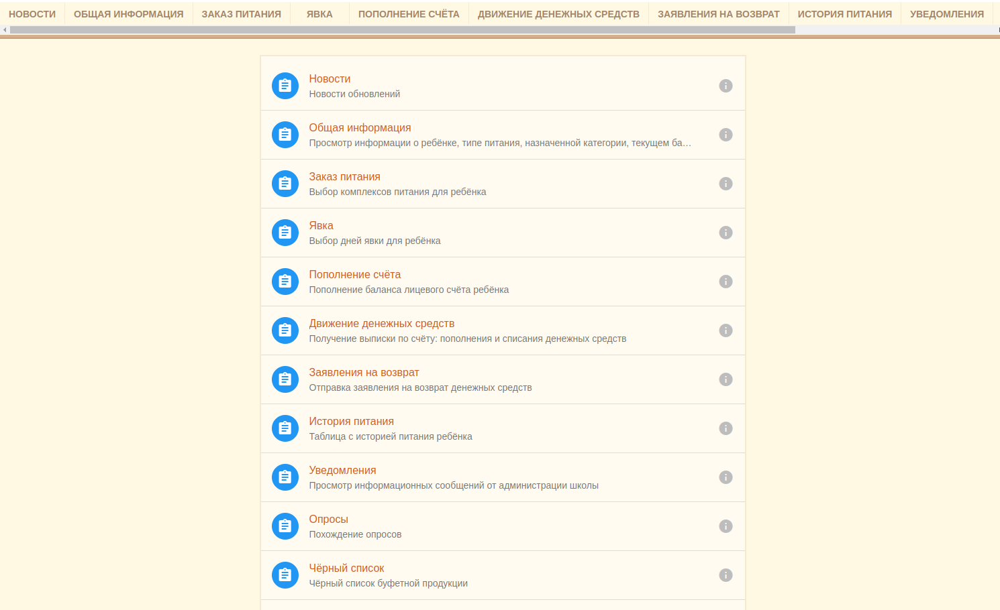 НОВОСТИ ОБЩАЯ ИНФОРМАЦИЯ ЗАКАЗ ПИТАНИЯ ЯВКА ПОПОЛНЕНИЕ СЧЁТА ДВИЖЕНИЕ ДЕНЕЖНЫХ СРЕДСТВ ЗАЯВЛЕНИЯ НА ВОЗВРАТ ИСТОРИЯ ПИТАНИЯ УВЕДОМЛЕНИЯ
Новости
Новости обновлений
Общая информация
Просмотр информации о ребёнке, типе питания, назначенной категории, текущем ба…
Заказ питания
Выбор комплексов питания для ребёнка
Явка
Выбор дней явки для ребёнка
Пополнение счёта
Пополнение баланса лицевого счёта ребёнка
Движение денежных средств
Получение выписки по счёту: пополнения и списания денежных средств
Заявления на возврат
Отправка заявления на возврат денежных средств
История питания
Таблица с историей питания ребёнка
Уведомления
Просмотр информационных сообщений от администрации школы
Опросы
Похождение опросов
Чёрный список
Чёрный список буфетной продукции